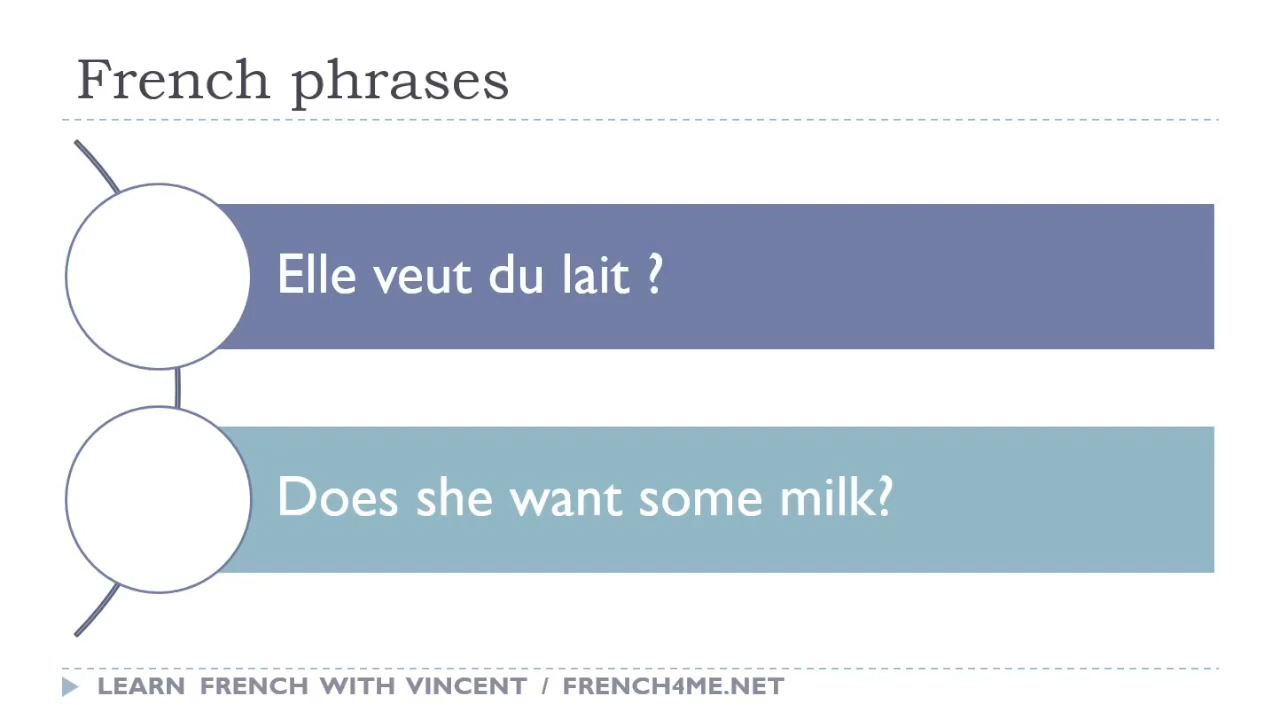 French phrases
Elle veut du lait ?
Does she want some milk?
LEARN FRENCH WITH VINCENT / FRENCH4ME.NET